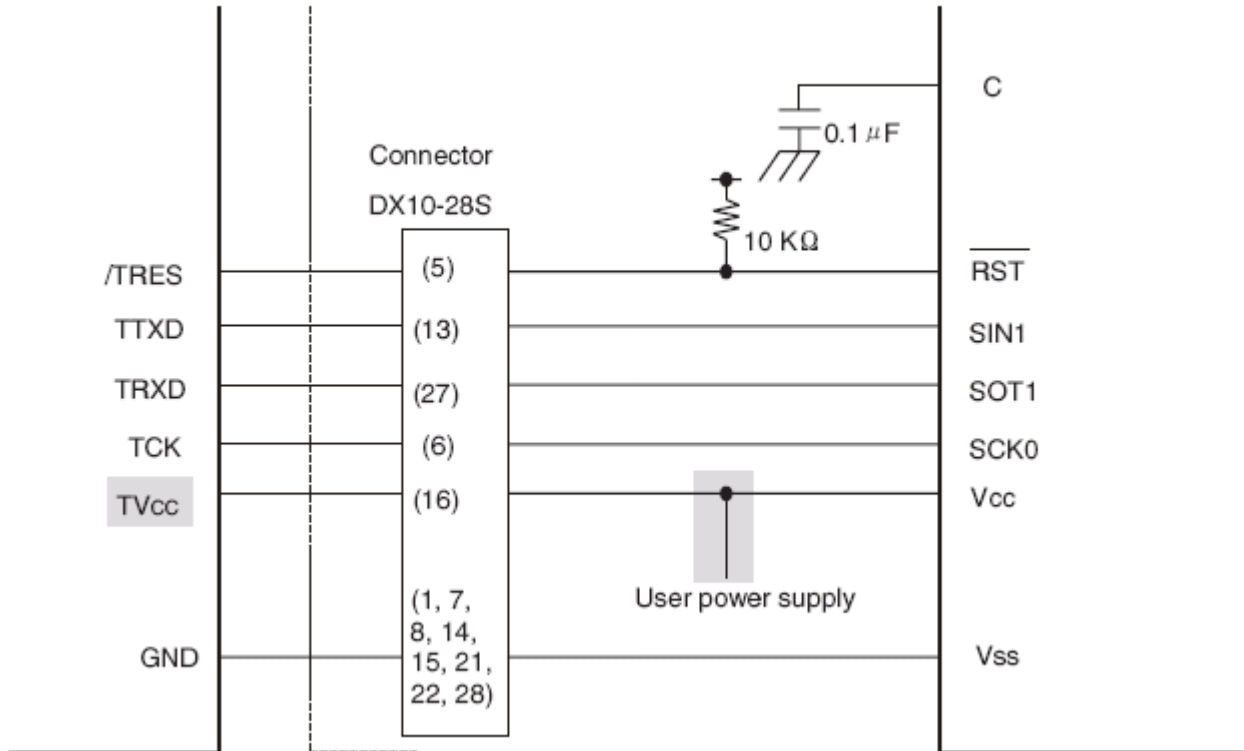 C
0.1 μF
Connector
DX10-28S
10 KΩ
/TRES
(5)
RST
TTXD
(13)
SIN1
TRXD
(27)
SOT1
TCK
(6)
SCK0
TVcc
(16)
Vcc
User power supply
(1, 7,
8, 14,
15, 21,
22, 28)
GND
Vss